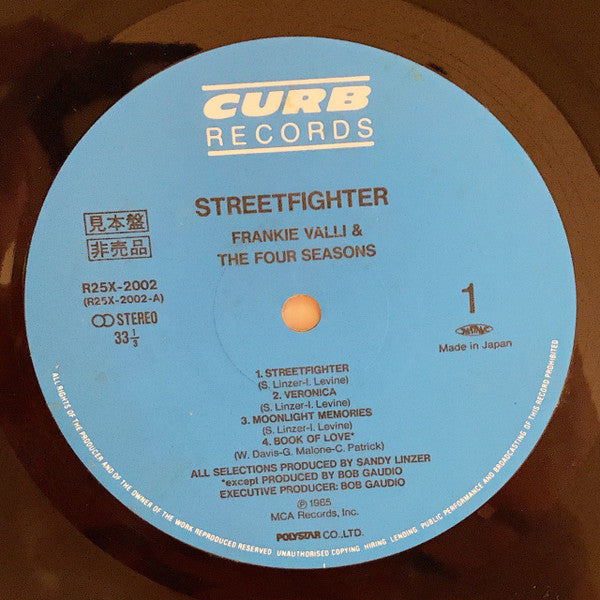 CURB
RECORDS
STREETFIGHTER
FRANKIE VALLI &
THE FOUR SEASONS
見本盤
非売品
R25X-2002
(R25X-2002-A)
STEREO
33 1/3
1
Made in Japan
1. STREETFIGHTER
(S. Linzer-I. Levine)
2. VERONICA
(S. Linzer-I. Levine)
3. MOONLIGHT MEMORIES
(S. Linzer-I. Levine)
4. BOOK OF LOVE*
(W. Davis-G. Malone-C. Patrick)
ALL SELECTIONS PRODUCED BY SANDY LINZER
*except PRODUCED BY BOB GAUDIO
EXECUTIVE PRODUCER: BOB GAUDIO
Ⓟ1985
MCA Records, Inc.
POLYSTAR CO.,LTD.
ALL RIGHTS OF THE PRODUCER AND OF THE OWNER OF THE WORK REPRODUCED RESERVED. UNAUTHORISED COPYING, HIRING, LENDING, PUBLIC PERFORMANCE AND BROADCASTING OF THIS RECORD PROHIBITED